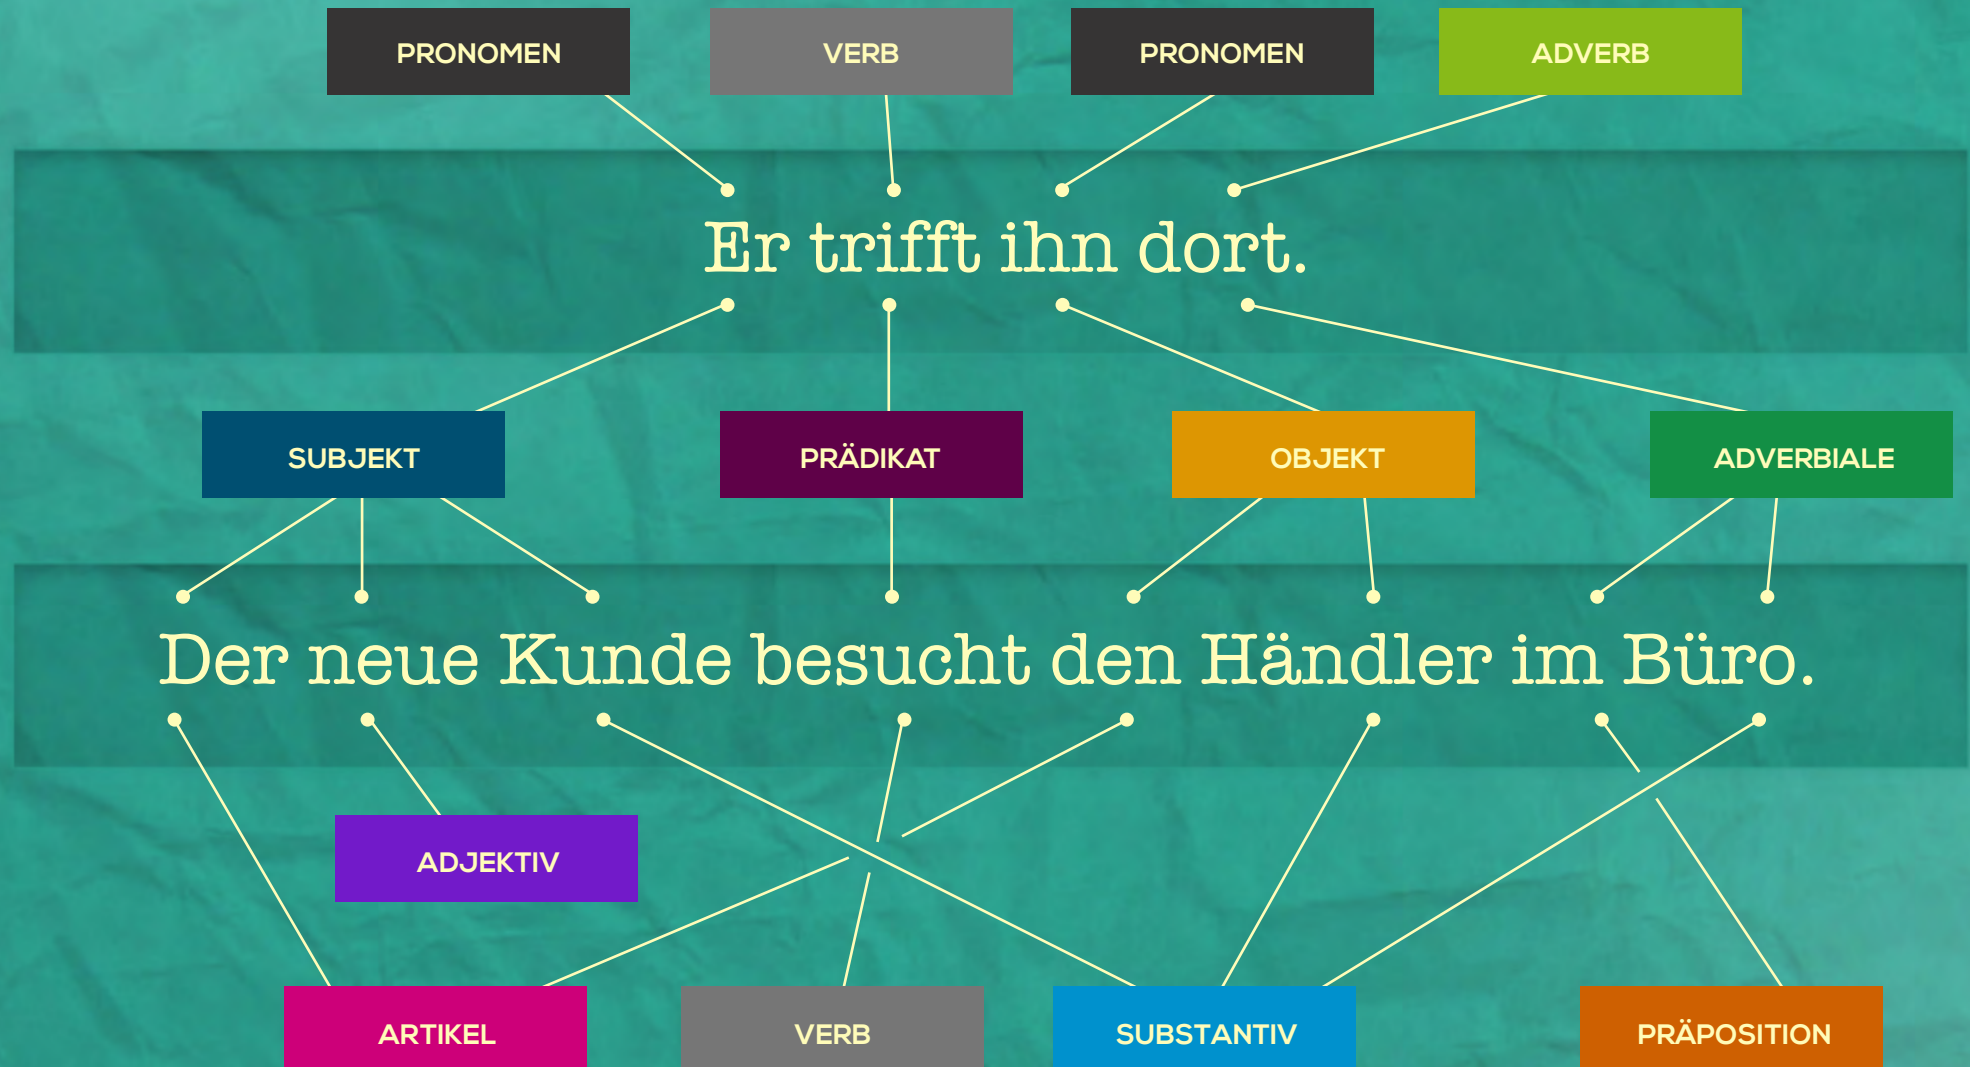 PRONOMEN VERB PRONOMEN ADVERB
Er trifft ihn dort.
SUBJEKT PRÄDIKAT OBJEKT ADVERBIALE
Der neue Kunde besucht den Händler im Büro.
ADJEKTIV
ARTIKEL VERB SUBSTANTIV PRÄPOSITION